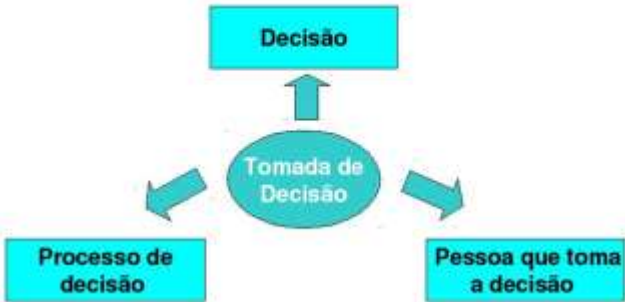 Decisão
Tomada de
Decisão
Processo de
decisão
Pessoa que toma
a decisão